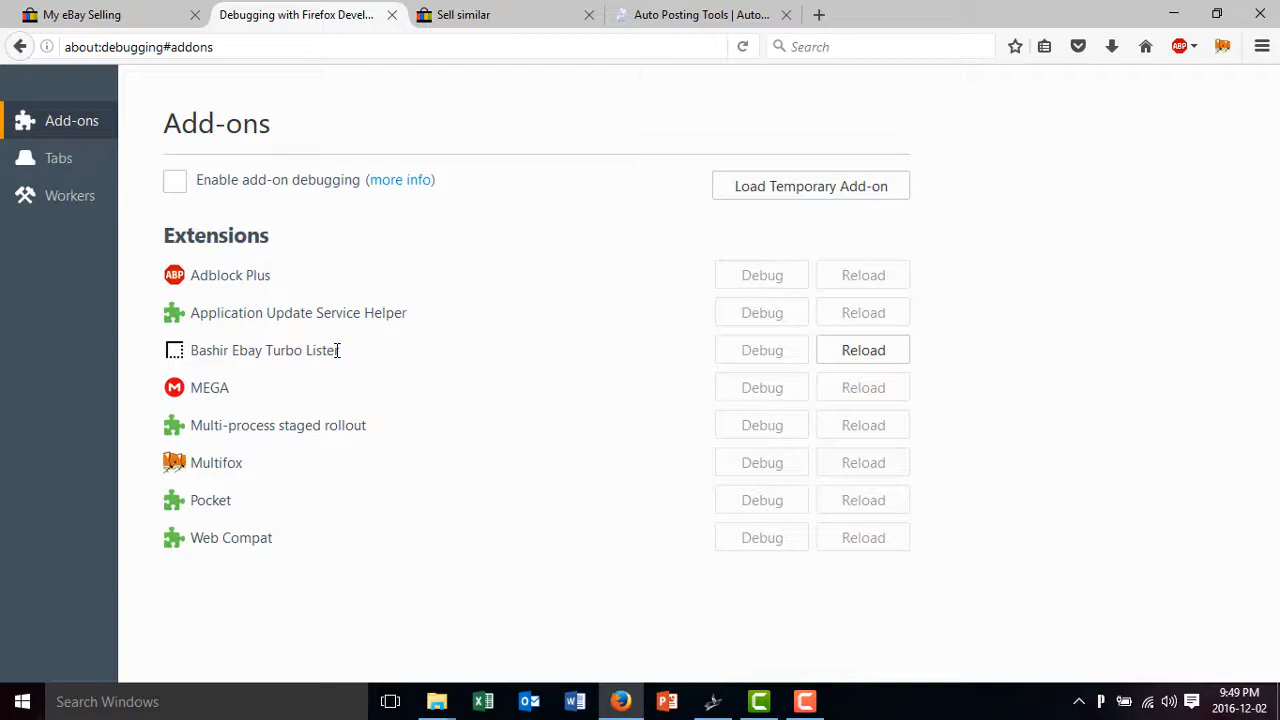 My eBay Selling
Debugging with Firefox Devel...
Sell similar
Auto Posting Tools | Auto...
about:debugging#addons
Search
ABP
Add-ons
Tabs
Workers
Add-ons
Enable add-on debugging (more info)
Load Temporary Add-on
Extensions
ABP Adblock Plus Debug Reload
Application Update Service Helper Debug Reload
Bashir Ebay Turbo Lister Debug Reload
M MEGA Debug Reload
Multi-process staged rollout Debug Reload
Multifox Debug Reload
Pocket Debug Reload
Web Compat Debug Reload
Search Windows
9:49 PM
2016-12-02